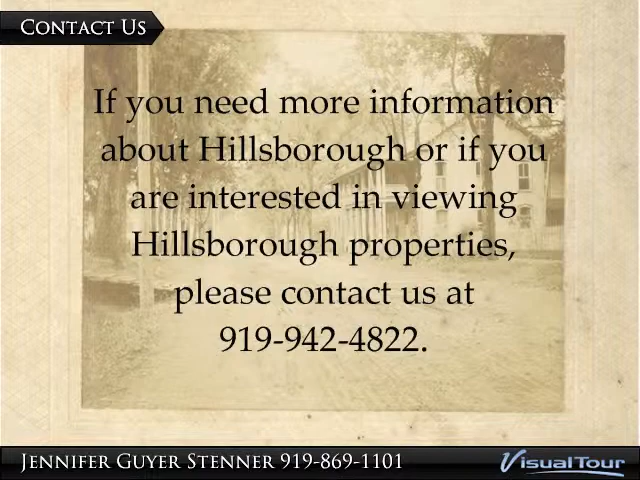 Contact Us
If you need more information
about Hillsborough or if you
are interested in viewing
Hillsborough properties,
please contact us at
919-942-4822.
Jennifer Guyer Stenner 919-869-1101
VisualTour